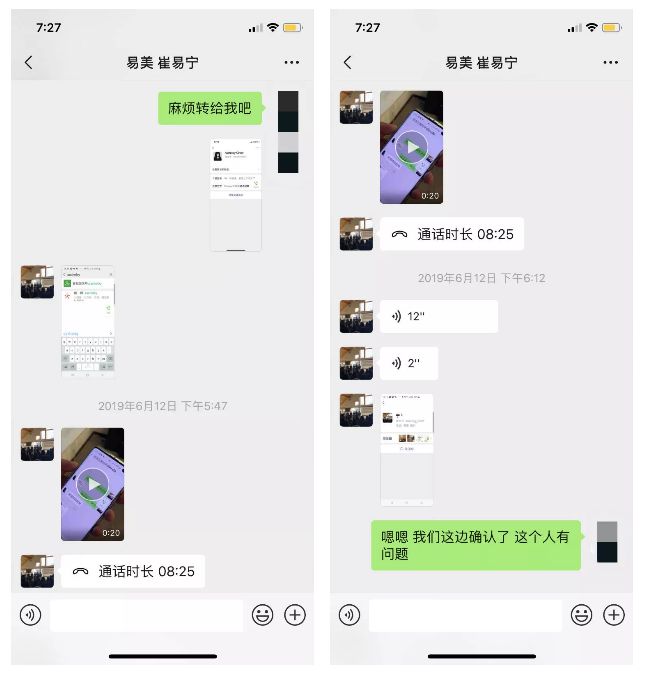 7:27
易美 崔易宁
麻烦转给我吧
2019年6月12日 下午5:47
0:20
通话时长 08:25
7:27
易美 崔易宁
0:20
通话时长 08:25
2019年6月12日 下午6:12
12"
2"
嗯嗯 我们这边确认了 这个人有
问题